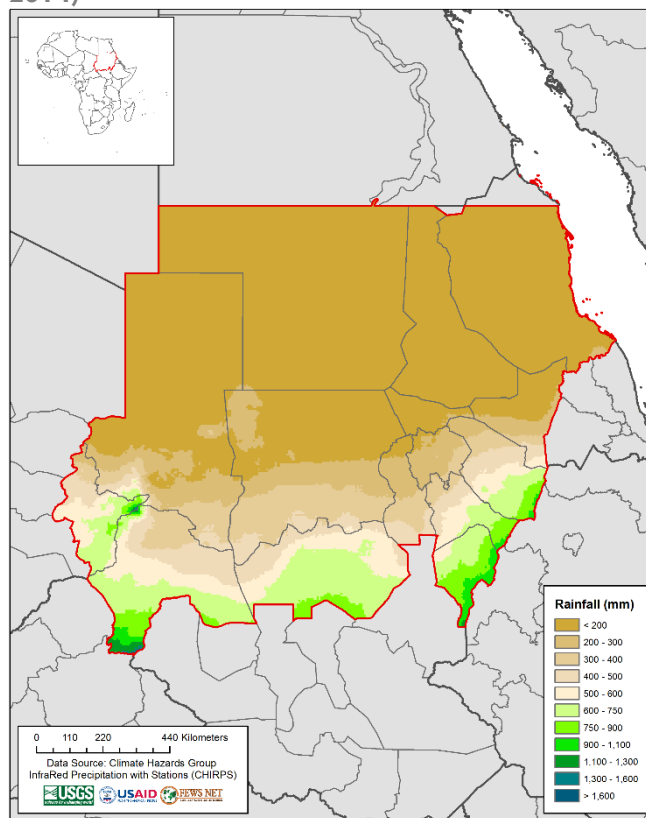 2014)
Rainfall (mm)
< 200
200 - 300
300 - 400
400 - 500
500 - 600
600 - 750
750 - 900
900 - 1,100
1,100 - 1,300
1,300 - 1,600
> 1,600
0 110 220 440 Kilometers
Data Source: Climate Hazards Group
InfraRed Precipitation with Stations (CHIRPS)
USGS USAID FEWS NET